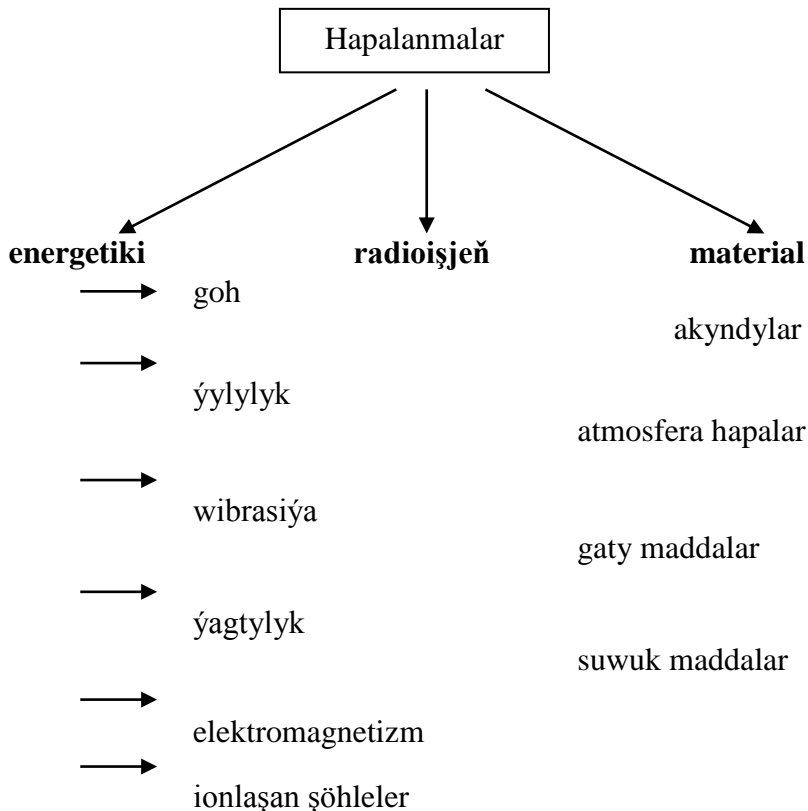 Hapalanmalar
energetiki radioişjeň material
goh
akyndylar
ýylylyk
atmosfera hapalar
wibrasiýa
gaty maddalar
ýagtylyk
suwuk maddalar
elektromagnetizm
ionlaşan şöhleler